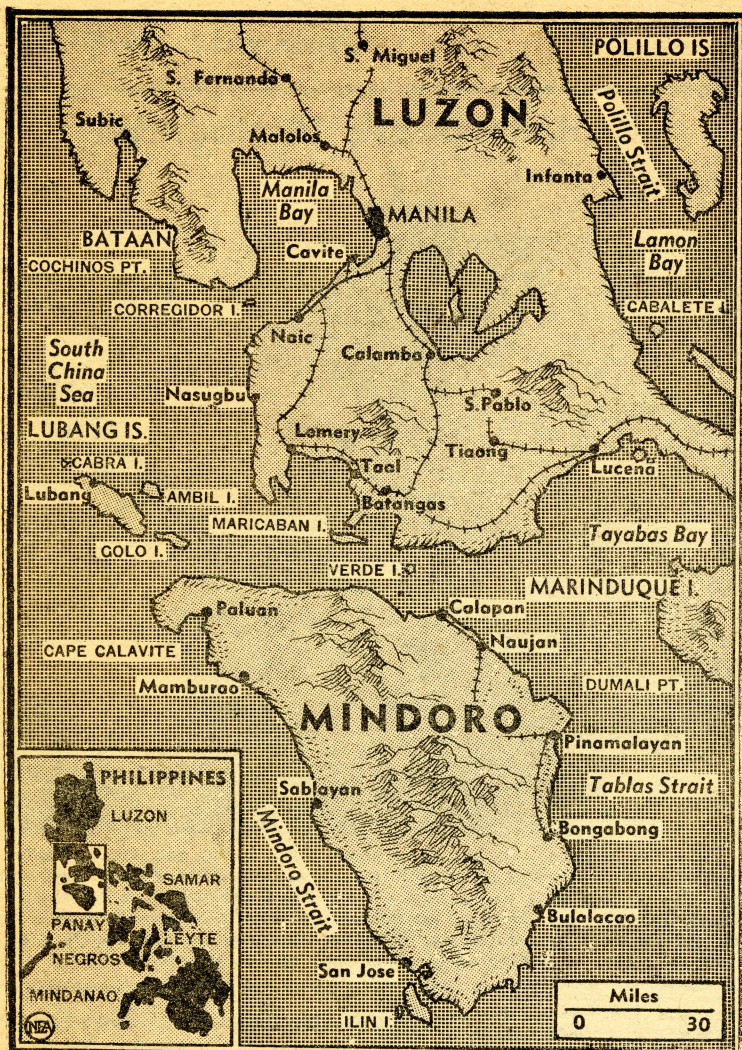 POLILLO IS
S. Miguel
S. Fernando
LUZON
Subic
Polillo Strait
Malolos
Infanta
Manila
Bay
MANILA
BATAAN
Lamon
Bay
Cavite
COCHINOS PT.
CORREGIDOR I.
CABALETE I.
Naic
South
China
Sea
Calamba
Nasugbu
S. Pablo
LUBANG IS.
Lemery
Tiaong
Lucena
CABRA I.
Taal
Lubang
AMBIL I.
Batangas
MARICABAN I.
Tayabas Bay
GOLO I.
VERDE I.
MARINDUQUE I.
Paluan
Calapan
Naujan
CAPE CALAVITE
Mamburao
DUMALI PT.
MINDORO
Pinamalayan
Sablayan
Tablas Strait
Mindoro Strait
Bongabong
Bulalacao
San Jose
ILIN I.
PHILIPPINES
LUZON
SAMAR
PANAY
LEYTE
NEGROS
MINDANAO
NEA
Miles
0 30